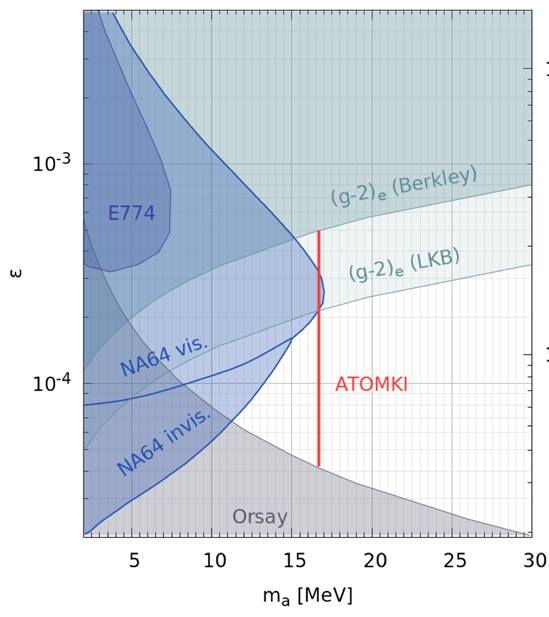 10⁻³
10⁻⁴
ε
E774
(g-2)ₑ (Berkley)
(g-2)ₑ (LKB)
NA64 vis.
ATOMKI
NA64 invis.
Orsay
5 10 15 20 25 30
mₐ [MeV]